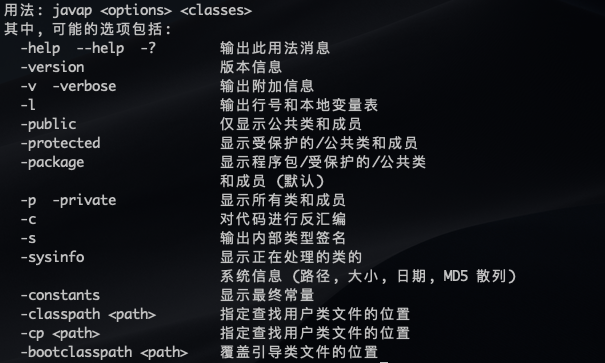 用法: javap <options> <classes>
其中, 可能的选项包括:
  -help  --help  -?        输出此用法消息
  -version                 版本信息
  -v  -verbose             输出附加信息
  -l                       输出行号和本地变量表
  -public                  仅显示公共类和成员
  -protected               显示受保护的/公共类和成员
  -package                 显示程序包/受保护的/公共类
                           和成员 (默认)
  -p  -private             显示所有类和成员
  -c                       对代码进行反汇编
  -s                       输出内部类型签名
  -sysinfo                 显示正在处理的类的
                           系统信息 (路径, 大小, 日期, MD5 散列)
  -constants               显示最终常量
  -classpath <path>        指定查找用户类文件的位置
  -cp <path>               指定查找用户类文件的位置
  -bootclasspath <path>    覆盖引导类文件的位置